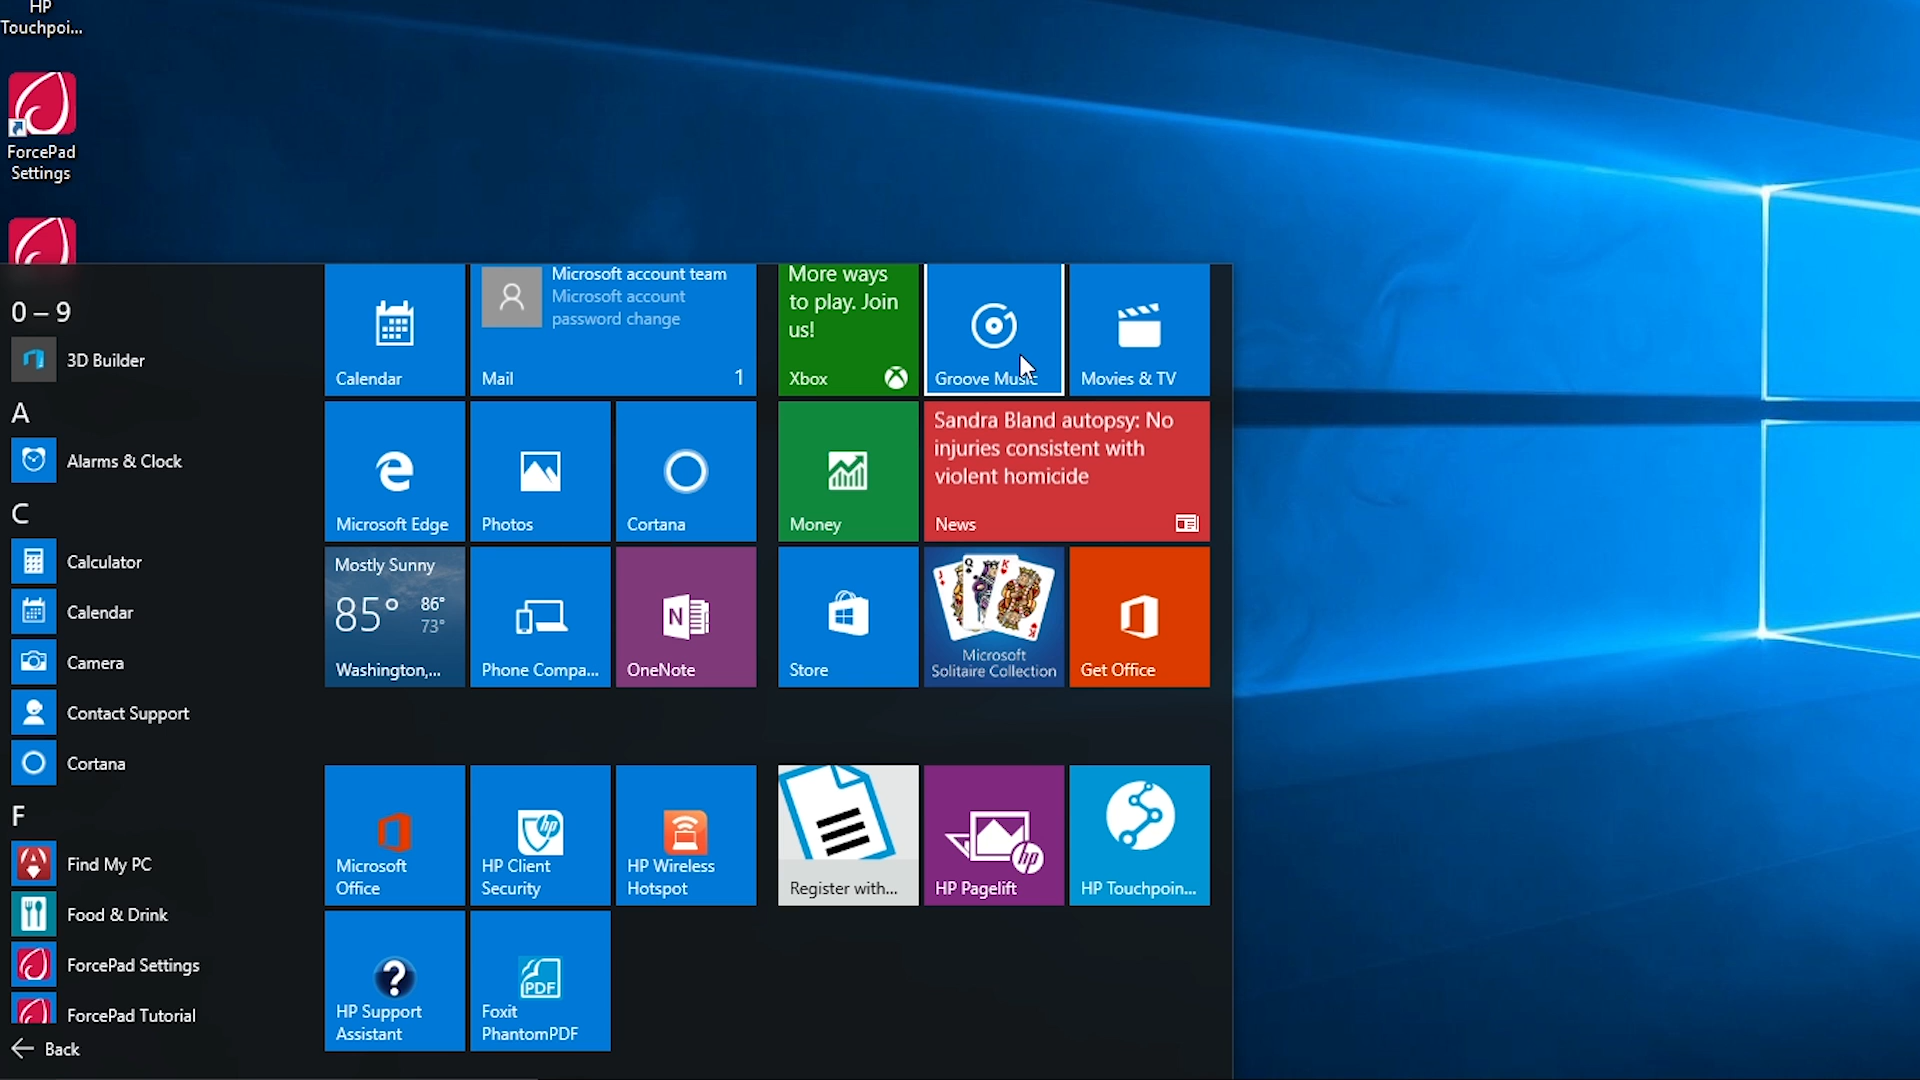 HP
Touchpoi...
ForcePad
Settings
0 – 9
3D Builder
A
Alarms & Clock
C
Calculator
Calendar
Camera
Contact Support
Cortana
F
Find My PC
Food & Drink
ForcePad Settings
ForcePad Tutorial
Back
Calendar
Microsoft account team
Microsoft account
password change
Mail 1
More ways
to play. Join
us!
Xbox
Groove Music
Movies & TV
Microsoft Edge
Photos
Cortana
Money
Sandra Bland autopsy: No
injuries consistent with
violent homicide
News
Mostly Sunny
85° 86°
73°
Washington,...
Phone Compa...
N
OneNote
Store
J Q K
K
Microsoft
Solitaire Collection
Get Office
Microsoft
Office
hp
HP Client
Security
HP Wireless
Hotspot
Register with...
hp
HP Pagelift
HP Touchpoin...
?
HP Support
Assistant
PDF
Foxit
PhantomPDF